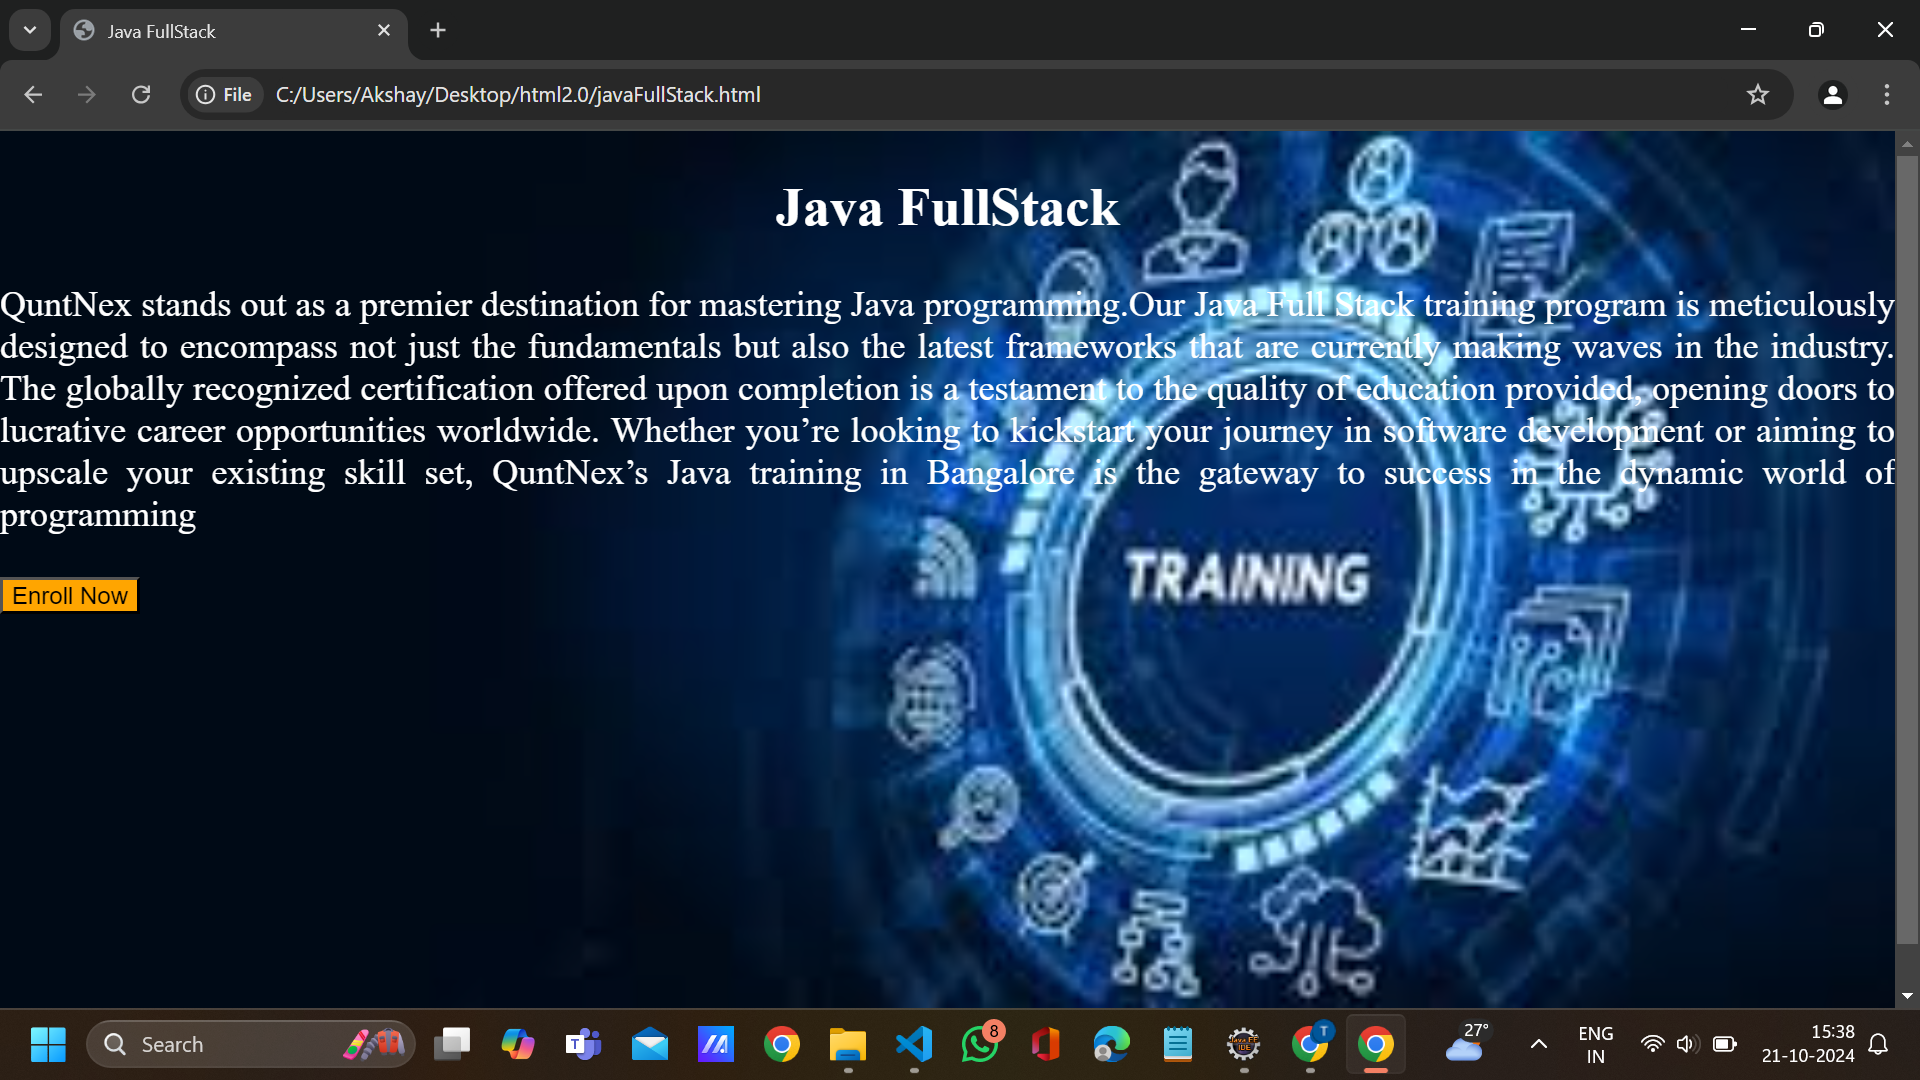 Java FullStack
File C:/Users/Akshay/Desktop/html2.0/javaFullStack.html
Java FullStack
QuntNex stands out as a premier destination for mastering Java programming.Our Java Full Stack training program is meticulously
designed to encompass not just the fundamentals but also the latest frameworks that are currently making waves in the industry.
The globally recognized certification offered upon completion is a testament to the quality of education provided, opening doors to
lucrative career opportunities worldwide. Whether you’re looking to kickstart your journey in software development or aiming to
upscale your existing skill set, QuntNex’s Java training in Bangalore is the gateway to success in the dynamic world of
programming
TRAINING
Enroll Now
Search
T
8
Java EE
IDE
T
27°
ENG
IN
15:38
21-10-2024